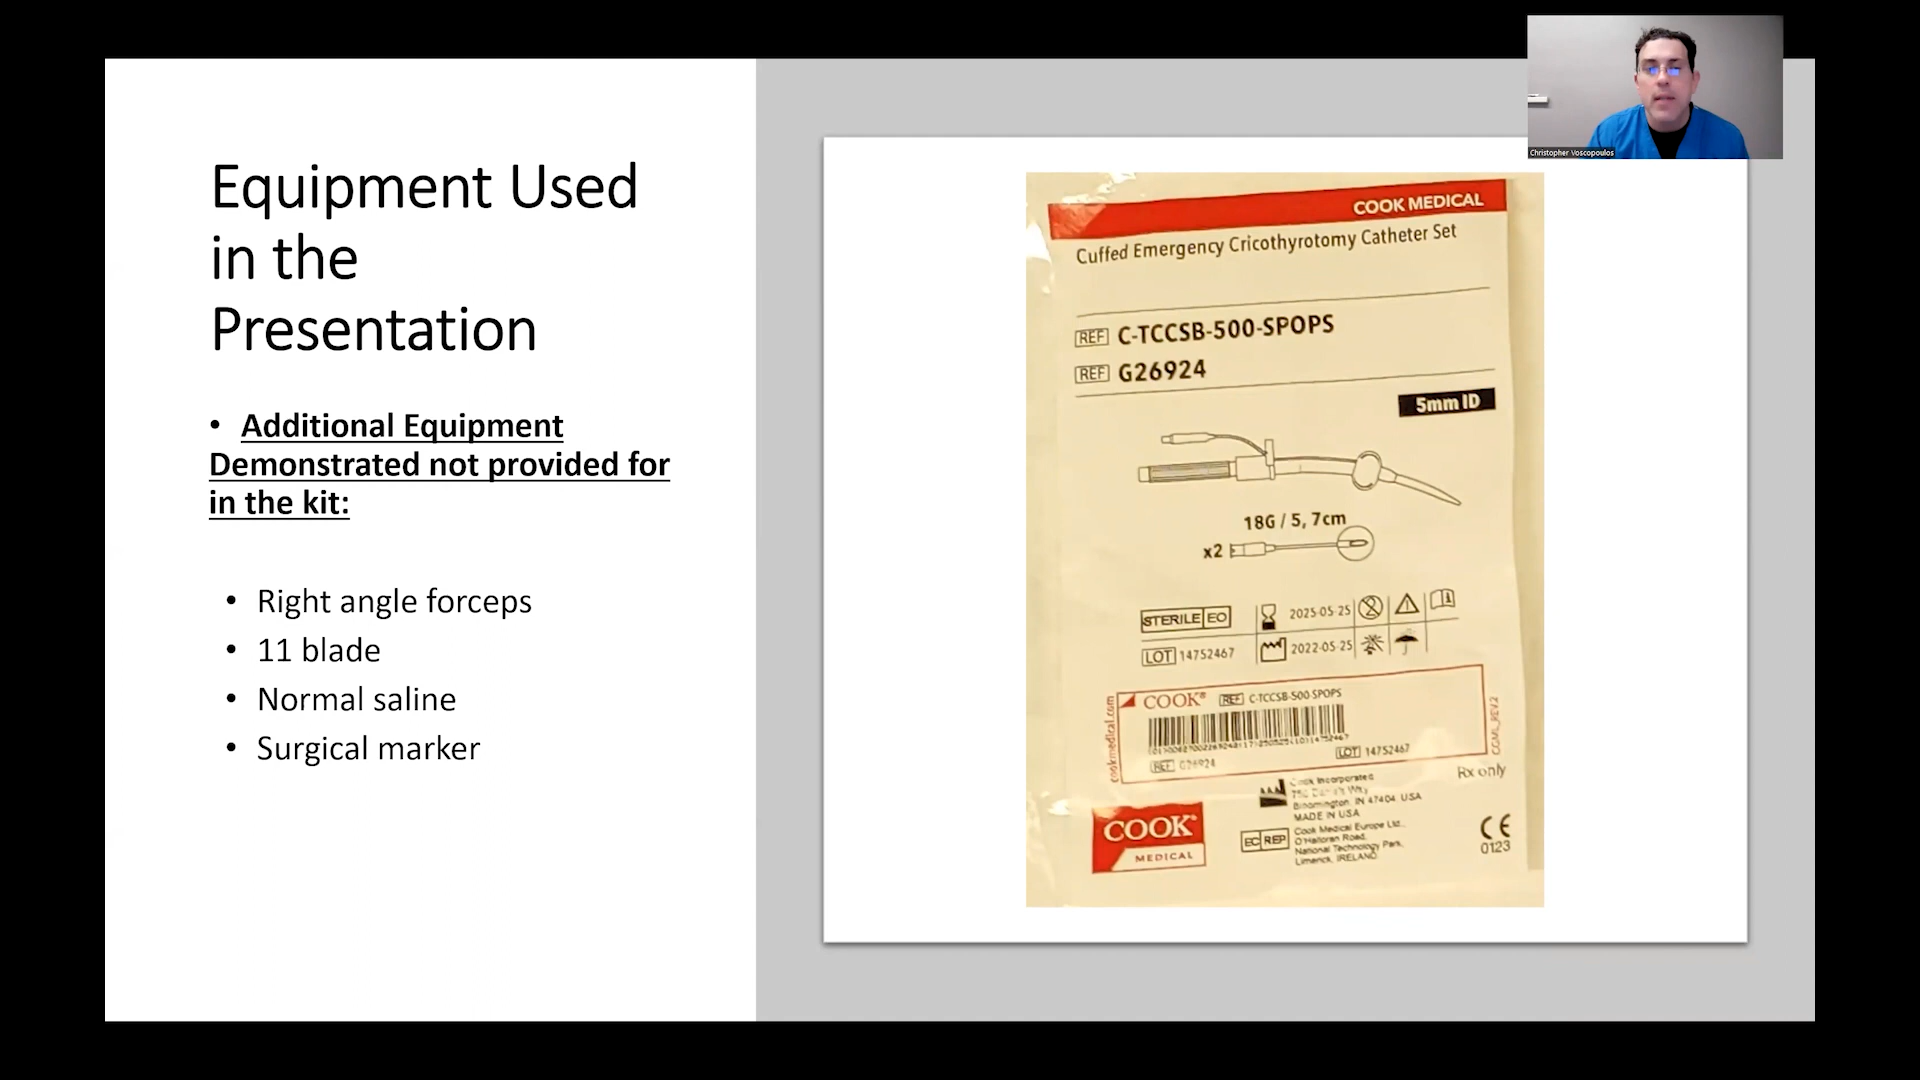 Christopher Voscopoulos
Equipment Used
in the
Presentation
• Additional Equipment
Demonstrated not provided for
in the kit:
• Right angle forceps
• 11 blade
• Normal saline
• Surgical marker
COOK MEDICAL
Cuffed Emergency Cricothyrotomy Catheter Set
REF C-TCCSB-500-SPOPS
REF G26924
5mm ID
18G / 5, 7cm
x2
STERILE EO 2025-05-25
LOT 14752467 2022-05-25
cookmedical.com
COOK® REF C-TCCSB-500-SPOPS
LOT 14752467
REF G26924
Rx only
Cook Incorporated
Bloomington, IN 47404 USA
MADE IN USA
EC REP Cook Medical Europe Ltd.
O'Halloran Road,
National Technology Park,
Limerick, IRELAND
COOK®
MEDICAL
CE
0123